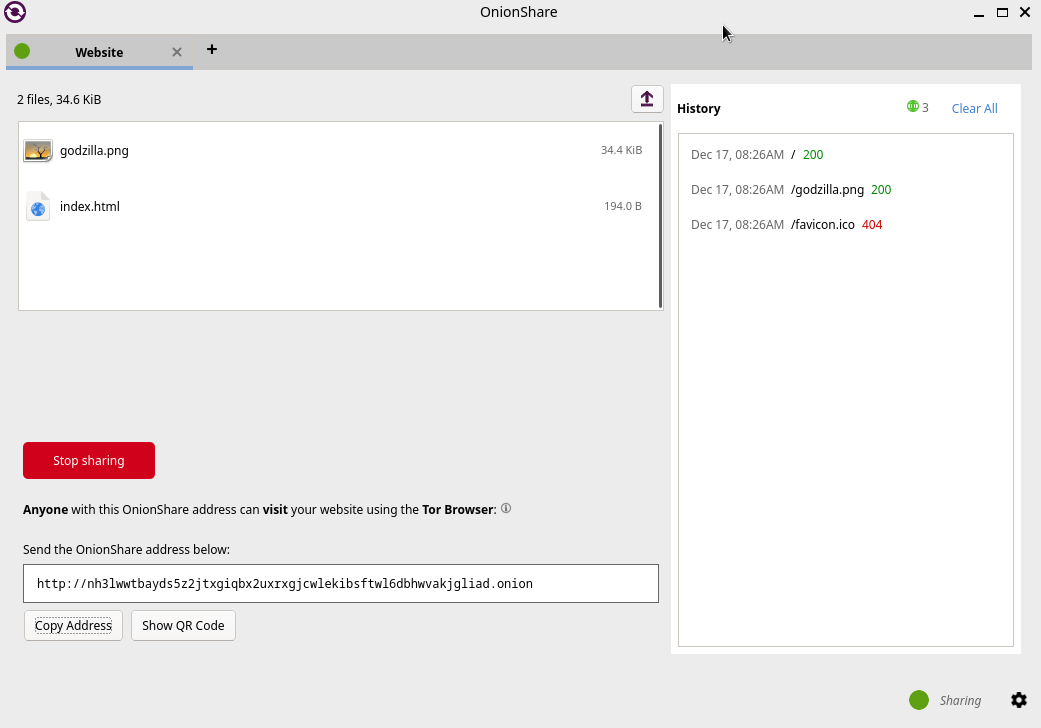 OnionShare
Website
2 files, 34.6 KiB
godzilla.png 34.4 KiB
index.html 194.0 B
Stop sharing
Anyone with this OnionShare address can visit your website using the Tor Browser:
Send the OnionShare address below:
http://nh3lwwtbayds5z2jtxgiqbx2uxrxgjcwlekibsftwl6dbhwvakjgliad.onion
Copy Address Show QR Code
History 3 Clear All
Dec 17, 08:26AM / 200
Dec 17, 08:26AM /godzilla.png 200
Dec 17, 08:26AM /favicon.ico 404
Sharing